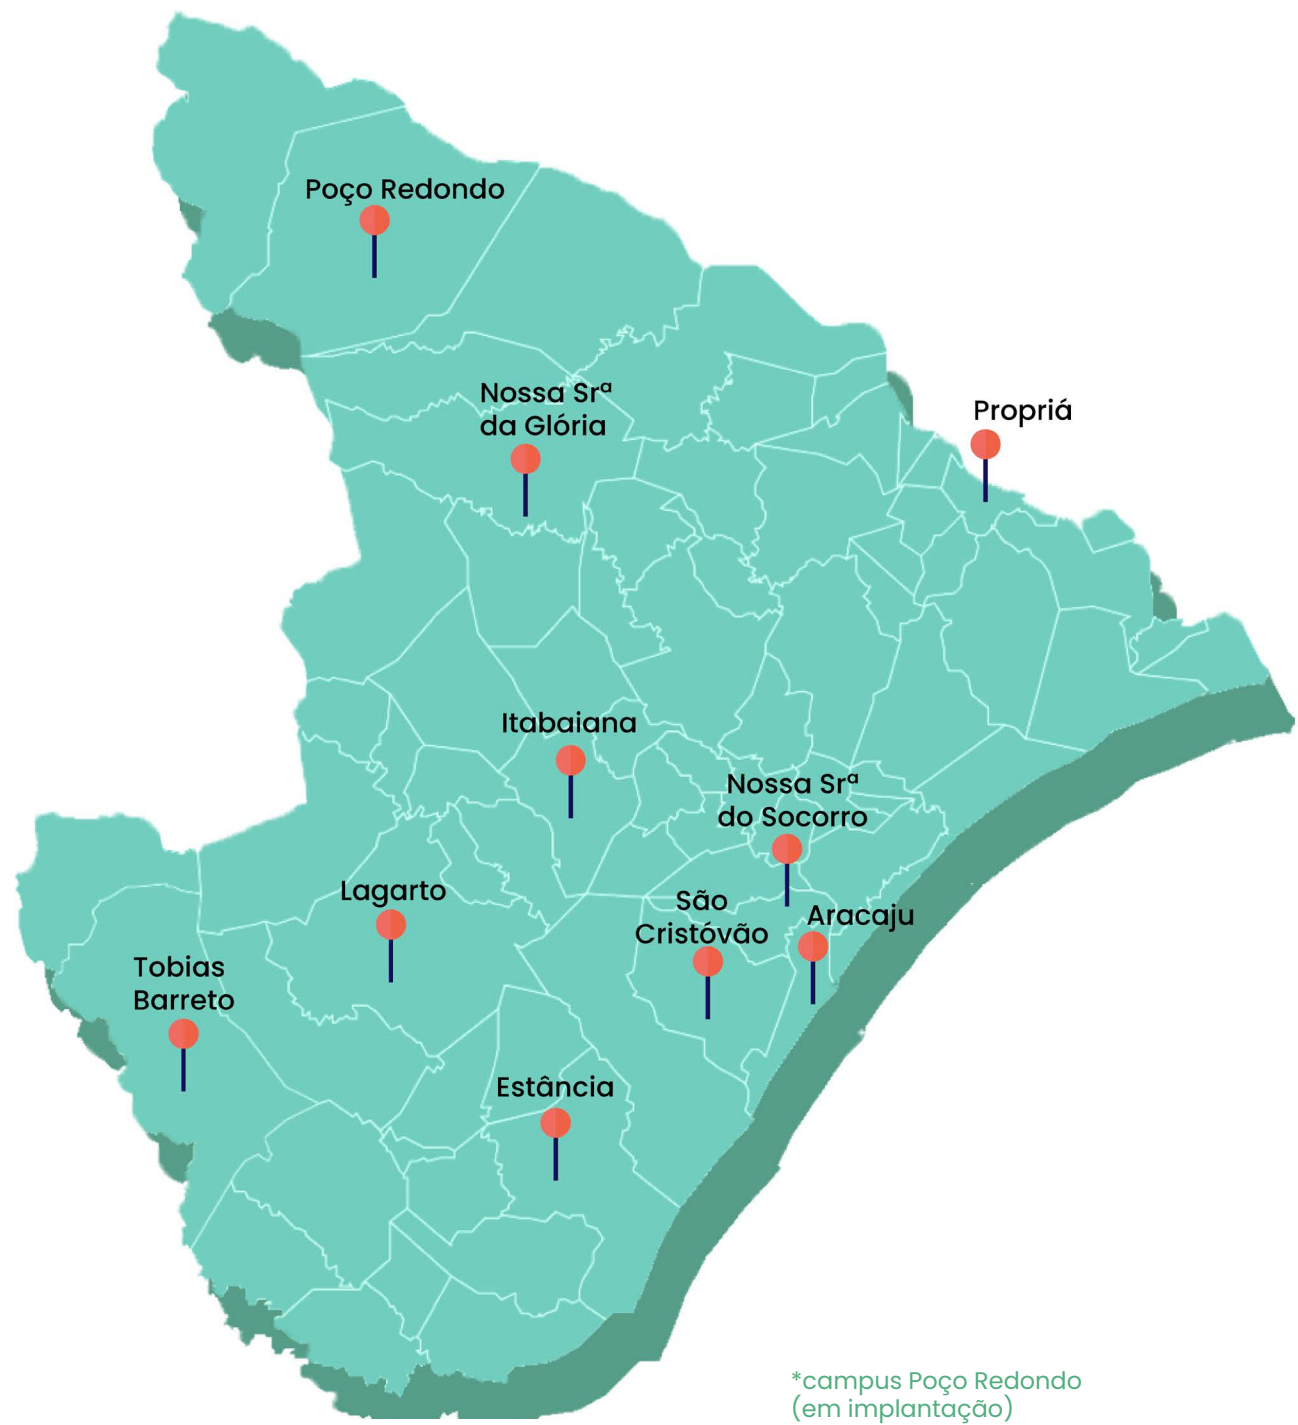 Poço Redondo
Nossa Srª
da Glória
Propriá
Itabaiana
Nossa Srª
do Socorro
Lagarto
São
Cristóvão
Aracaju
Tobias
Barreto
Estância
*campus Poço Redondo
(em implantação)